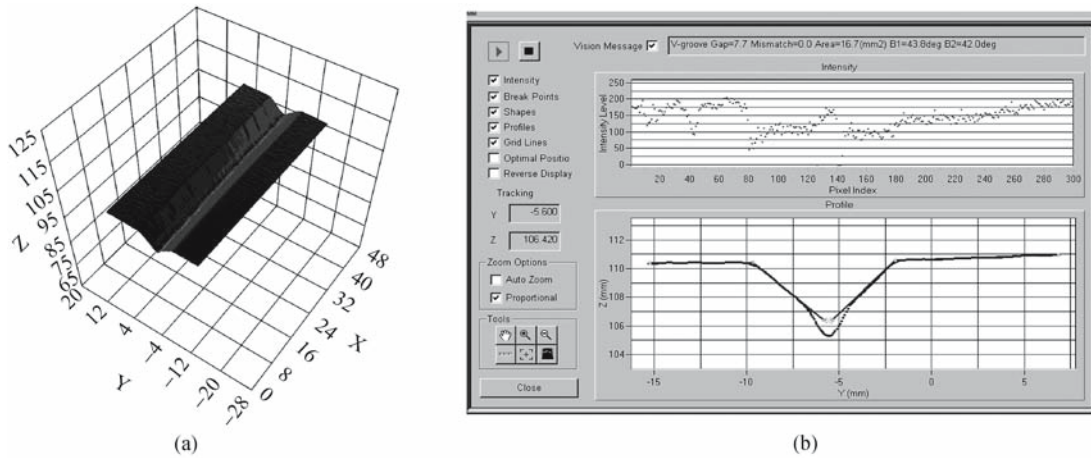 125
115
105
95
85
75
65
Z
20
12
4
-4
-12
-20
-28
Y
0
8
16
24
32
40
48
X
(a)
Vision Message V-groove Gap=7.7 Mismatch=0.0 Area=16.7(mm2) B1=43.8deg B2=42.0deg
Intensity
Break Points
Shapes
Profiles
Grid Lines
Optimal Positio
Reverse Display
Tracking
Y -5.600
Z 106.420
Zoom Options
Auto Zoom
Proportional
Tools
Close
Intensity
Intensity Level
250
200
150
100
50
0
20 40 60 80 100 120 140 160 180 200 220 240 260 280 300
Pixel Index
Profile
Z (mm)
112
110
108
106
104
-15 -10 -5 0 5
Y (mm)
(b)